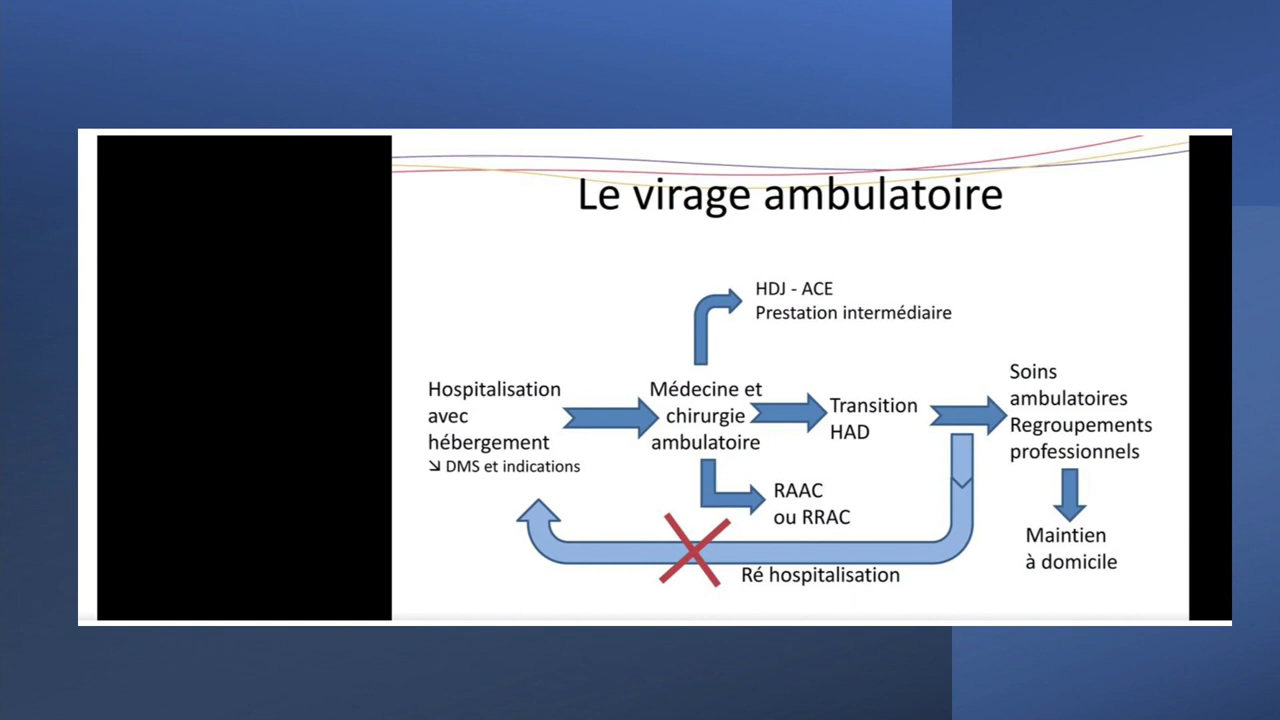 Le virage ambulatoire
HDJ - ACE
Prestation intermédiaire
Hospitalisation
avec
hébergement
↘ DMS et indications
Médecine et
chirurgie
ambulatoire
Transition
HAD
Soins
ambulatoires
Regroupements
professionnels
RAAC
ou RRAC
Maintien
à domicile
Ré hospitalisation